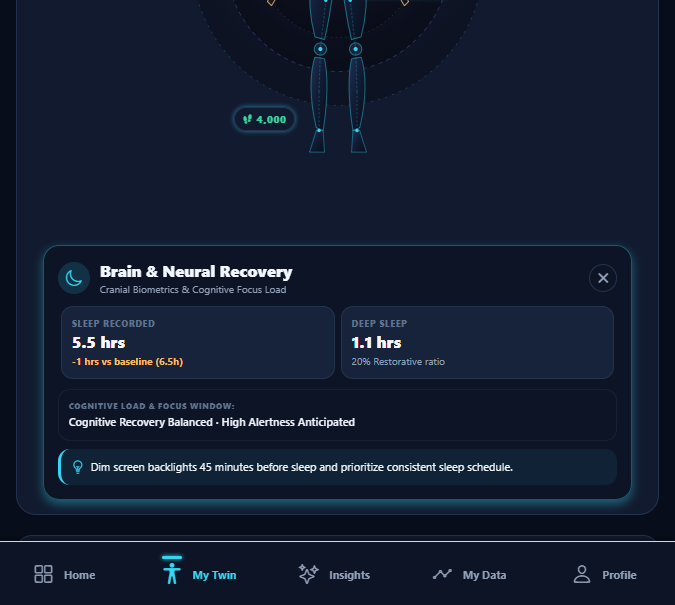 4,000
Brain & Neural Recovery
Cranial Biometrics & Cognitive Focus Load
SLEEP RECORDED
5.5 hrs
-1 hrs vs baseline (6.5h)
DEEP SLEEP
1.1 hrs
20% Restorative ratio
COGNITIVE LOAD & FOCUS WINDOW:
Cognitive Recovery Balanced · High Alertness Anticipated
Dim screen backlights 45 minutes before sleep and prioritize consistent sleep schedule.
Home
My Twin
Insights
My Data
Profile